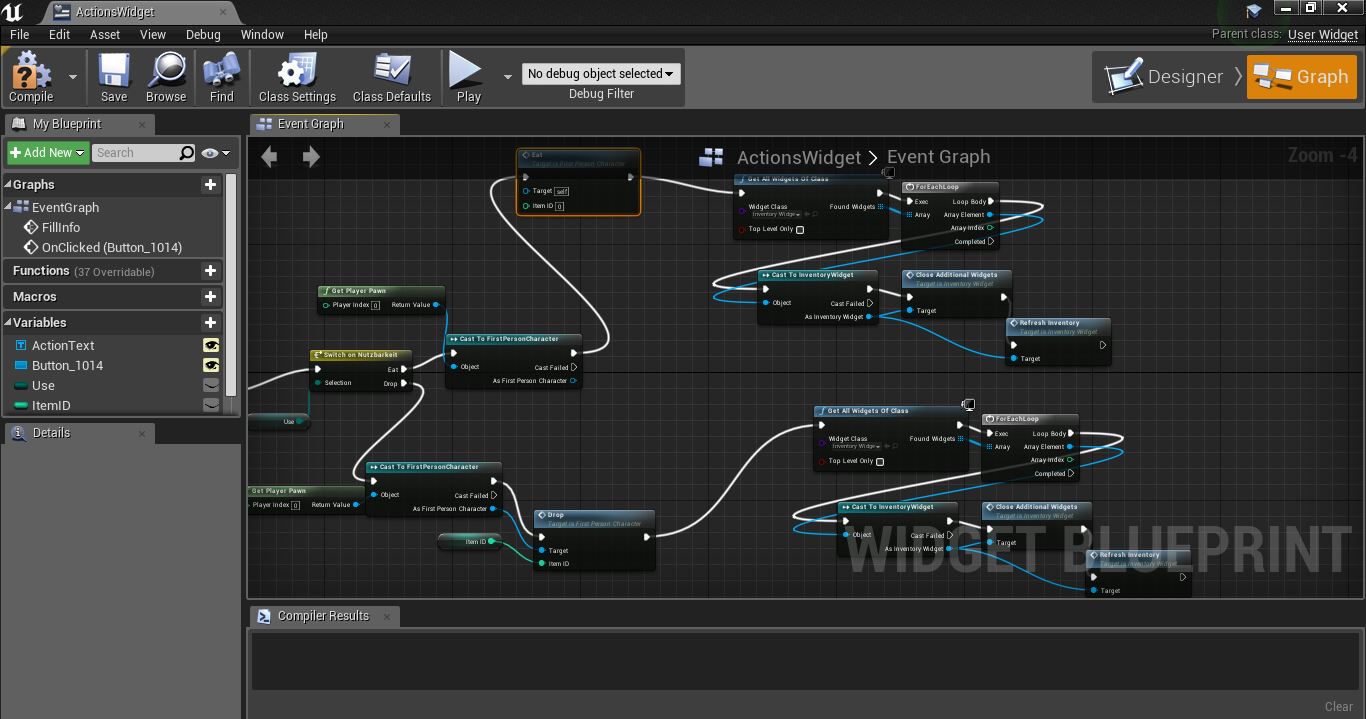 ActionsWidget
File Edit Asset View Debug Window Help
Parent class: User Widget
Compile
Save
Browse
Find
Class Settings
Class Defaults
Play
No debug object selected
Debug Filter
Designer
Graph
My Blueprint
Add New
Search
Graphs
EventGraph
FillInfo
OnClicked (Button_1014)
Functions (37 Overridable)
Macros
Variables
ActionText
Button_1014
Use
ItemID
Details
Event Graph
ActionsWidget > Event Graph
Zoom -4
Eat
Target is First Person Character
Target self
Item ID 0
Get All Widgets Of Class
Widget Class Found Widgets
Inventory Widge
Top Level Only
ForEachLoop
Exec Loop Body
Array Array Element
Array Index
Completed
Cast To InventoryWidget
Object Cast Failed
As Inventory Widget
Close Additional Widgets
Target is Inventory Widget
Target
Refresh Inventory
Target is Inventory Widget
Target
Get Player Pawn
Player Index 0 Return Value
Cast To FirstPersonCharacter
Object Cast Failed
As First Person Character
Switch on Nutzbarkeit
Eat
Selection Drop
Use
Get All Widgets Of Class
Widget Class Found Widgets
Inventory Widge
Top Level Only
ForEachLoop
Exec Loop Body
Array Array Element
Array Index
Completed
Cast To FirstPersonCharacter
Object Cast Failed
As First Person Character
Get Player Pawn
Player Index 0 Return Value
Item ID
Drop
Target is First Person Character
Target
Item ID
Cast To InventoryWidget
Object Cast Failed
As Inventory Widget
Close Additional Widgets
Target is Inventory Widget
Target
Refresh Inventory
Target is Inventory Widget
Target
WIDGET BLUEPRINT
Compiler Results
Clear